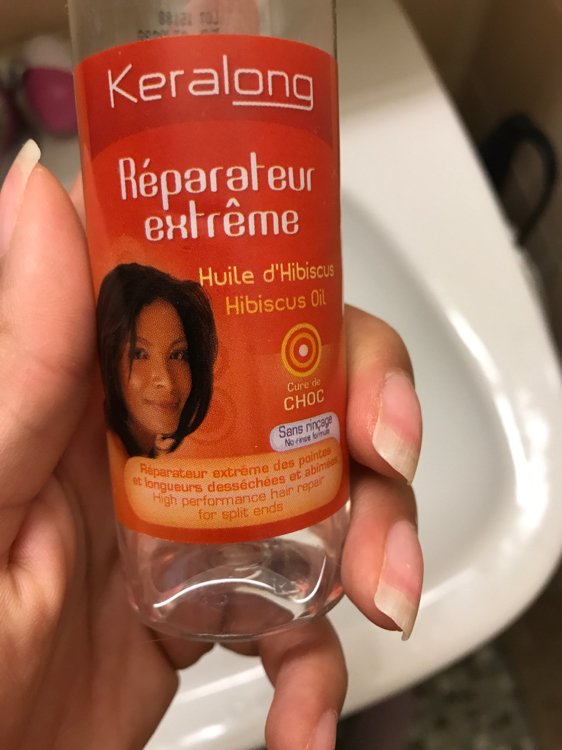 Keralong
Réparateur
extrême
Huile d'Hibiscus
Hibiscus Oil
Cure de
CHOC
Sans rinçage
No rinse formula
Réparateur extrême des pointes
et longueurs desséchées et abimées
High performance hair repair
for split ends